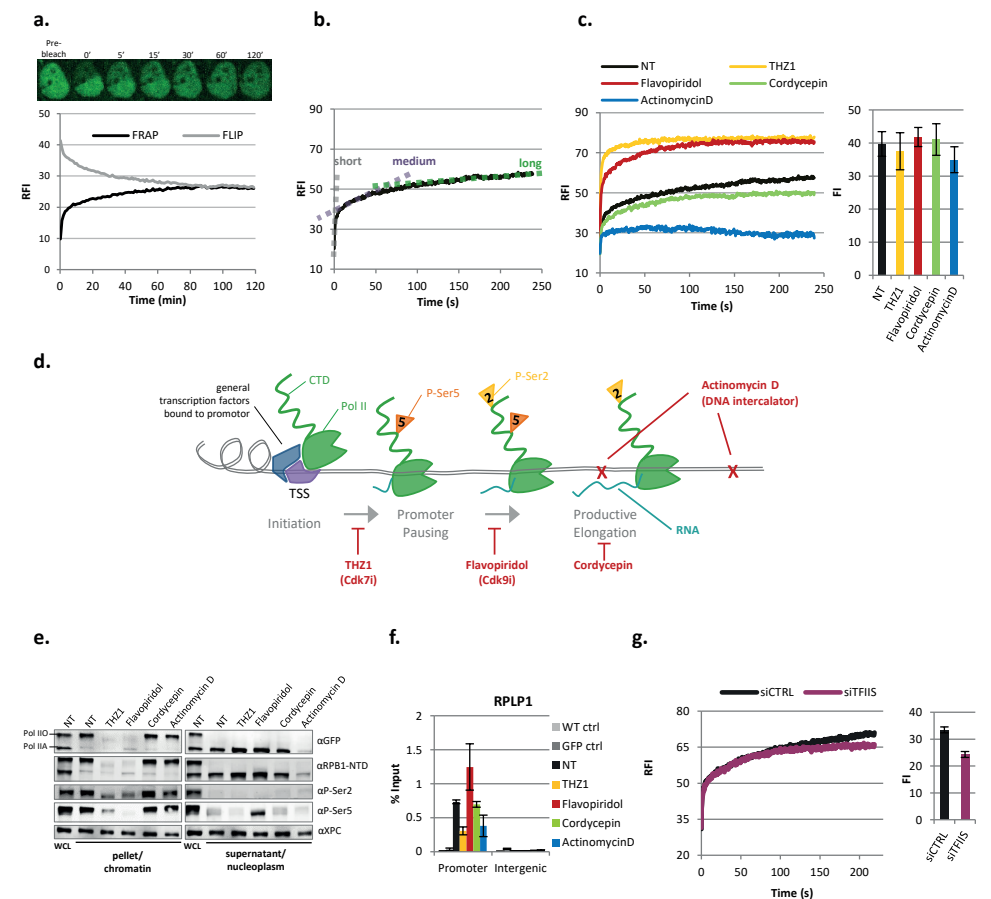 a.
Pre-
bleach 0' 5' 15' 30' 60' 120'
50
40
30
20
10
0
RFI
FRAP FLIP
0 20 40 60 80 100 120
Time (min)
b.
90
70
50
30
10
RFI
short
medium
long
0 50 100 150 200 250
Time (s)
c.
NT THZ1
Flavopiridol Cordycepin
ActinomycinD
90
70
50
30
10
RFI
0 50 100 150 200 250
Time (s)
50
40
30
20
10
0
FI
NT
THZ1
Flavopiridol
Cordycepin
ActinomycinD
d.
general
transcription factors
bound to promotor
CTD
Pol II
P-Ser5
5
P-Ser2
2
5
2
Actinomycin D
(DNA intercalator)
X
X
TSS
RNA
Initiation
Promoter
Pausing
Productive
Elongation
THZ1
(Cdk7i)
Flavopiridol
(Cdk9i)
Cordycepin
e.
NT NT THZ1 Flavopiridol Cordycepin Actinomycin D
NT NT THZ1 Flavopiridol Cordycepin Actinomycin D
Pol IIO
Pol IIA
αGFP
αRPB1-NTD
αP-Ser2
αP-Ser5
αXPC
WCL
pellet/
chromatin
WCL
supernatant/
nucleoplasm
f.
RPLP1
2
1.5
1
0.5
0
% Input
Promoter Intergenic
WT ctrl
GFP ctrl
NT
THZ1
Flavopiridol
Cordycepin
ActinomycinD
g.
siCTRL siTFIIS
80
65
50
35
20
RFI
0 50 100 150 200
Time (s)
40
30
20
10
0
FI
siCTRL
siTFIIS